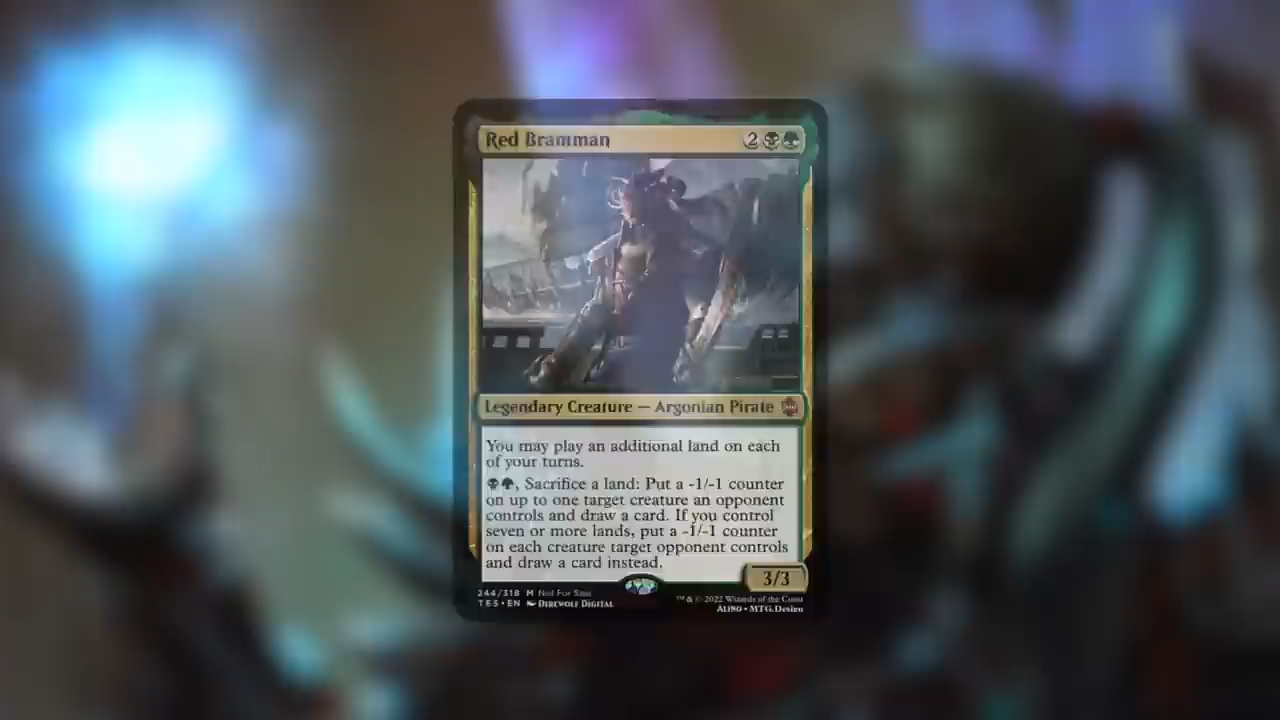 Red Bramman
2
Legendary Creature — Argonian Pirate
You may play an additional land on each
of your turns.
, Sacrifice a land: Put a -1/-1 counter
on up to one target creature an opponent
controls and draw a card. If you control
seven or more lands, put a -1/-1 counter
on each creature target opponent controls
and draw a card instead.
3/3
244/318 M Not For Sale
TES • EN DIREWOLF DIGITAL
™ & © 2022 Wizards of the Coast
ALINO • MTG.Design